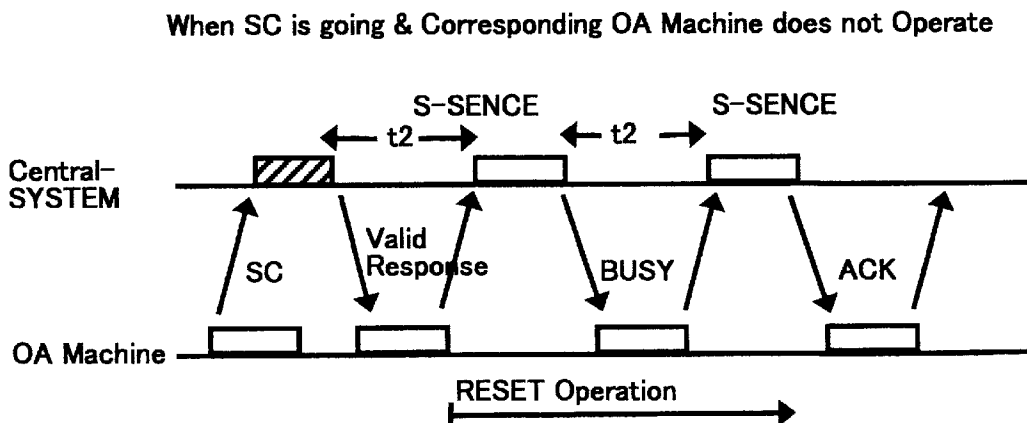 When SC is going & Corresponding OA Machine does not Operate
S-SENCE
S-SENCE
t2
t2
Central-
SYSTEM
Valid
Response
SC
BUSY
ACK
OA Machine
RESET Operation